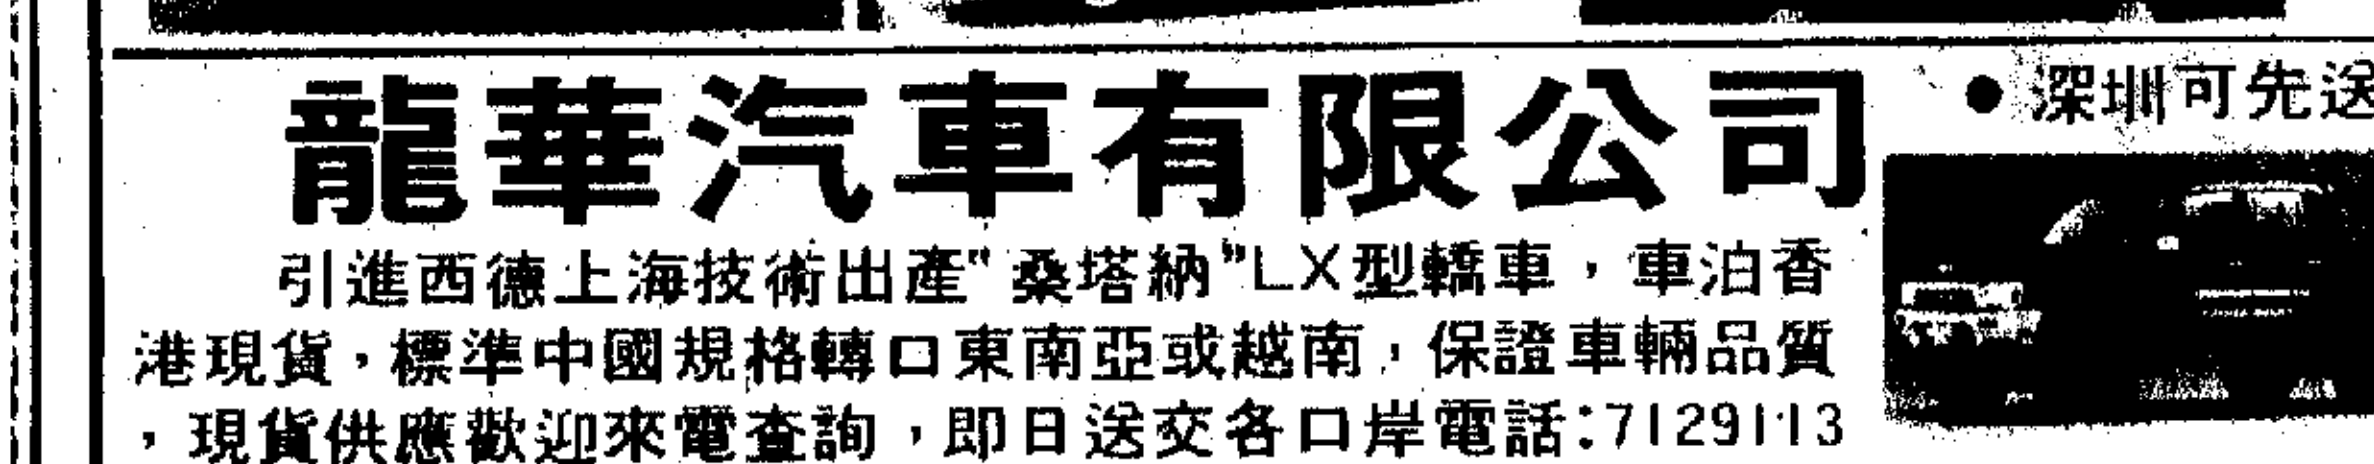 龍華汽車有限公司
●深圳可先送
引進西德上海技術出產"桑塔納"LX型轎車，車泊香
港現貨，標準中國規格轉口東南亞或越南，保證車輛品質
，現貨供應歡迎來電查詢，即日送交各口岸電話:7129113